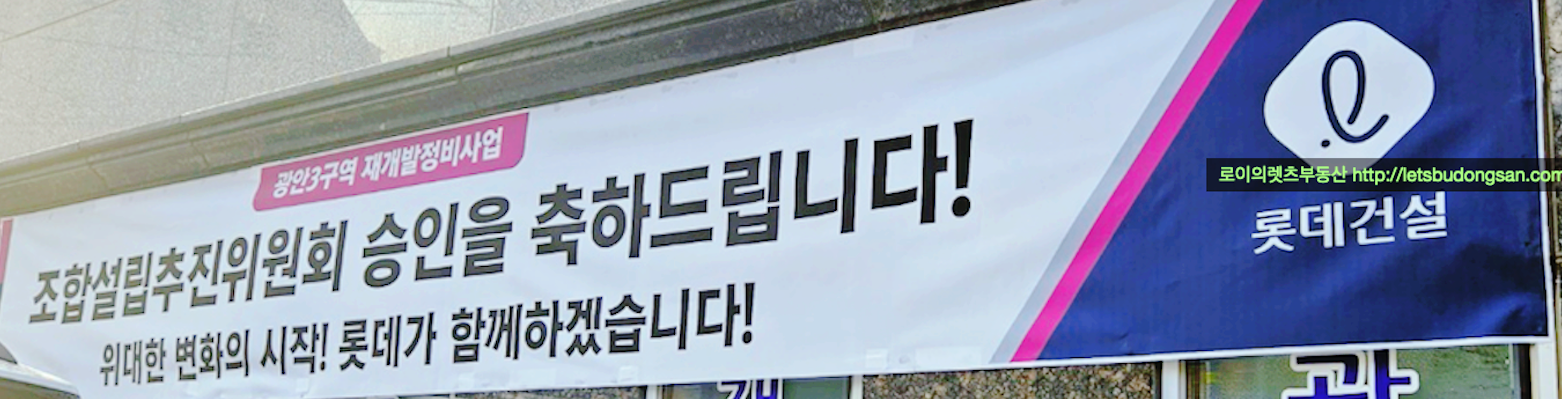 광안3구역 재개발정비사업
조합설립추진위원회 승인을 축하드립니다!
위대한 변화의 시작! 롯데가 함께하겠습니다!
로이의렛츠부동산 http://letsbudongsan.com
롯데건설
광